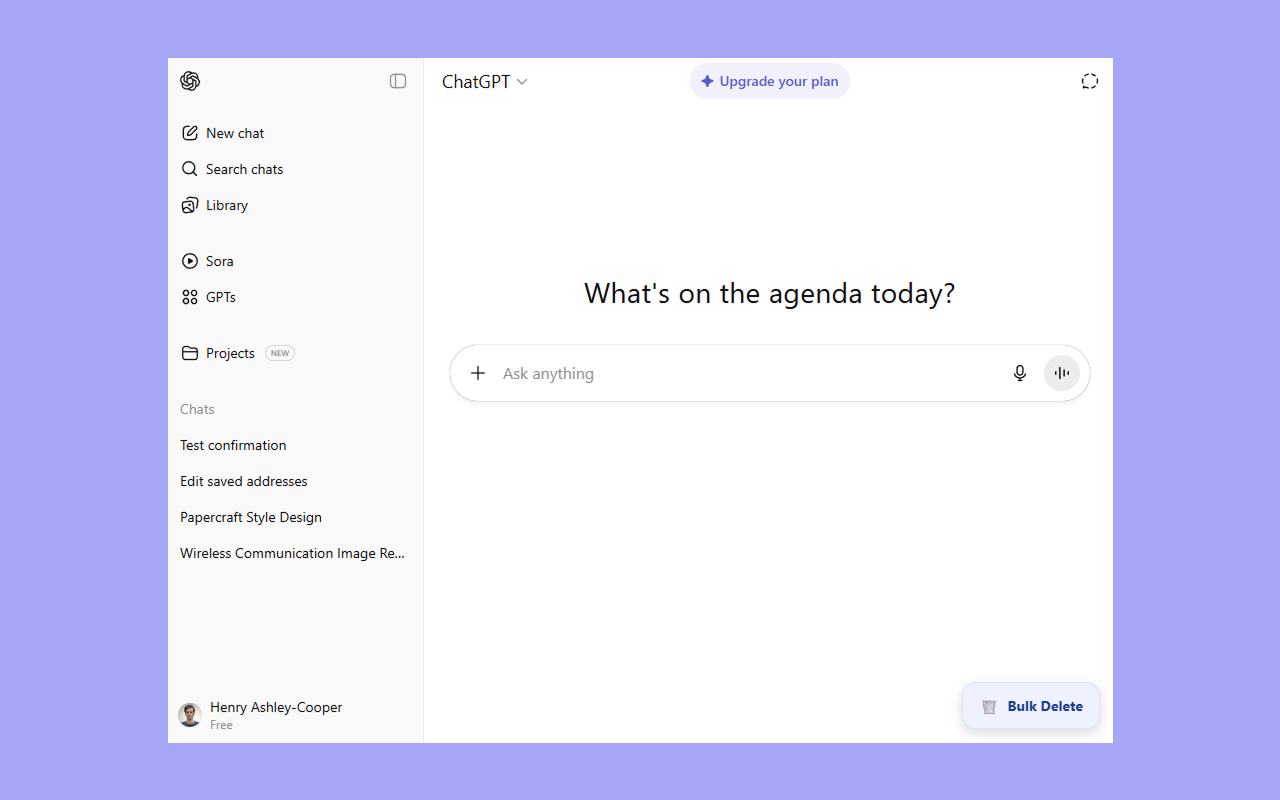 ChatGPT
Upgrade your plan
New chat
Search chats
Library
Sora
GPTs
Projects NEW
Chats
Test confirmation
Edit saved addresses
Papercraft Style Design
Wireless Communication Image Re...
Henry Ashley-Cooper
Free
What's on the agenda today?
Ask anything
Bulk Delete